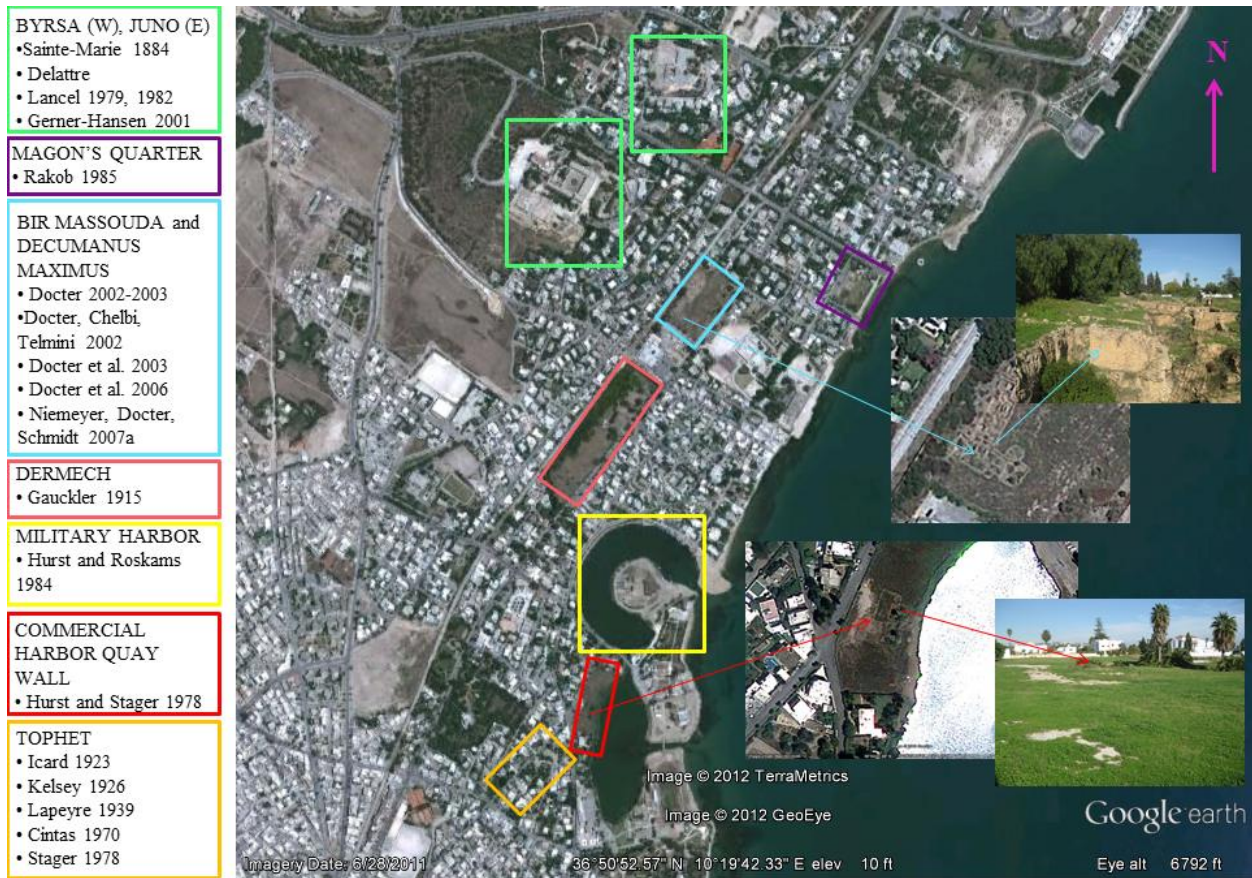 BYRSA (W), JUNO (E)
•Sainte-Marie 1884
• Delattre
• Lancel 1979, 1982
• Gerner-Hansen 2001
MAGON'S QUARTER
• Rakob 1985
BIR MASSOUDA and
DECUMANUS
MAXIMUS
• Docter 2002-2003
•Docter, Chelbi,
Telmini 2002
• Docter et al. 2003
• Docter et al. 2006
• Niemeyer, Docter,
Schmidt 2007a
DERMECH
• Gauckler 1915
MILITARY HARBOR
• Hurst and Roskams
1984
COMMERCIAL
HARBOR QUAY
WALL
• Hurst and Stager 1978
TOPHET
• Icard 1923
• Kelsey 1926
• Lapeyre 1939
• Cintas 1970
• Stager 1978
N
Image © 2012 TerraMetrics
Image © 2012 GeoEye
Google earth
Imagery Date: 6/28/2011 36°50'52.57" N 10°19'42.33" E elev 10 ft Eye alt 6792 ft